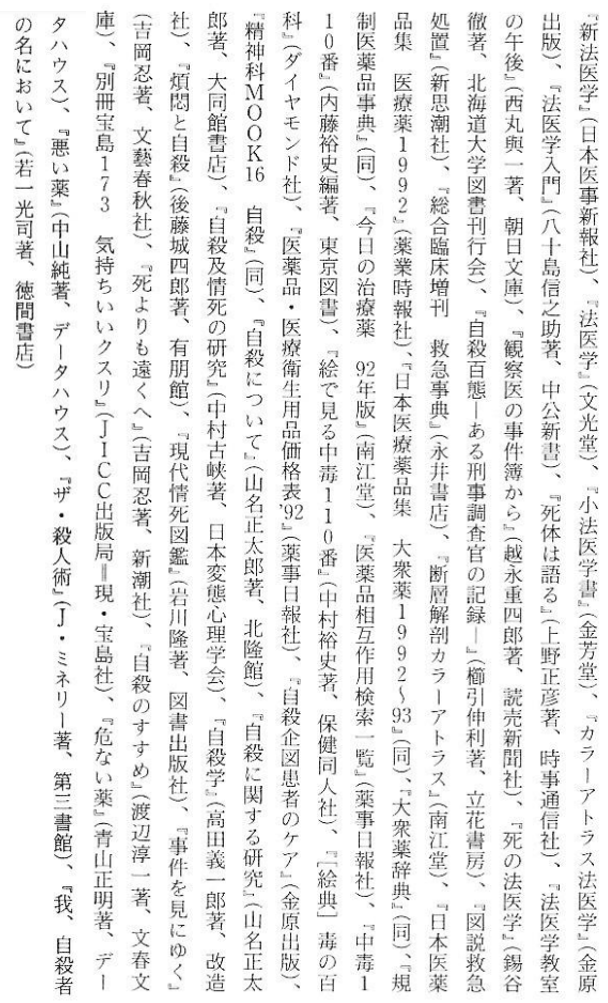 『新法医学』(日本医事新報社)、『法医学』(文光堂)、『小法医学書』(金芳堂)、『カラーアトラス法医学』(金原
出版)、『法医学入門』(八十島信之助著、中公新書)、『死体は語る』(上野正彦著、時事通信社)、『法医学教室
の午後』(西丸與一著、朝日文庫)、『観察医の事件簿から』(越永重四郎著、読売新聞社)、『死の法医学』(錫谷
徹著、北海道大学図書刊行会)、『自殺百態―ある刑事調査官の記録―』(櫛引仲利著、立花書房)、『図説救急
処置』(新思潮社)、『総合臨床増刊 救急事典』(永井書店)、『断層解剖カラーアトラス』(南江堂)、『日本医薬
品集 医療薬1992』(薬業時報社)、『日本医療薬品集 大衆薬1992〜93』(同)、『大衆薬辞典』(同)、『規
制医薬品事典』(同)、『今日の治療薬 92年版』(南江堂)、『医薬品相互作用検索一覧』(薬事日報社)、『中毒1
10番』(内藤裕史編著、東京図書)、『絵で見る中毒110番』(中村裕史著、保健同人社)、『[絵典]毒の百
科』(ダイヤモンド社)、『医薬品・医療衛生用品価格表'92』(薬事日報社)、『自殺企図患者のケア』(金原出版)、
『精神科MOOK16 自殺』(同)、『自殺について』(山名正太郎著、北隆館)、『自殺に関する研究』(山名正太
郎著、大同館書店)、『自殺及情死の研究』(中村古峡著、日本変態心理学会)、『自殺学』(高田義一郎著、改造
社)、『煩悶と自殺』(後藤城四郎著、有朋館)、『現代情死図鑑』(岩川隆著、図書出版社)、『事件を見にゆく』
(吉岡忍著、文藝春秋社)、『死よりも遠くへ』(吉岡忍著、新潮社)、『自殺のすすめ』(渡辺淳一著、文春文
庫)、『別冊宝島173 気持ちいいクスリ』(JICC出版局=現・宝島社)、『危ない薬』(青山正明著、デー
タハウス)、『悪い薬』(中山純著、データハウス)、『ザ・殺人術』(J・ミネリー著、第三書館)、『我、自殺者
の名において』(若一光司著、徳間書店)